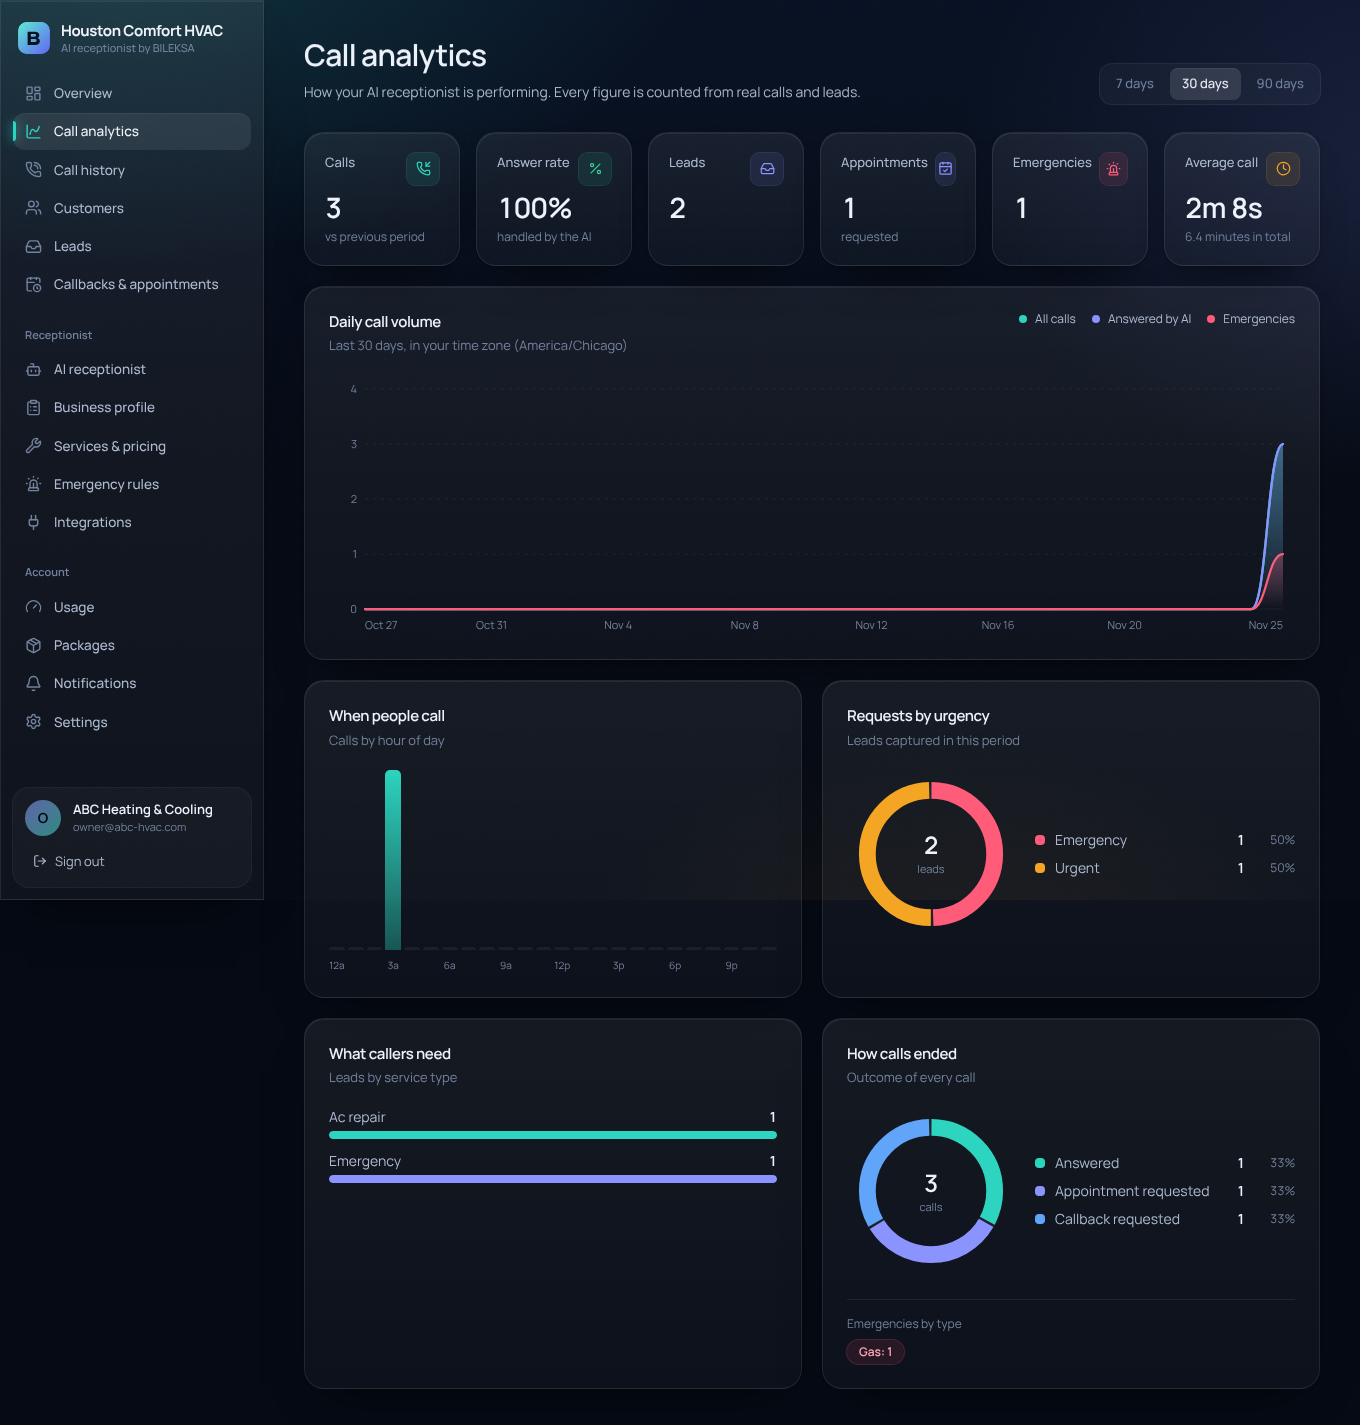 B
Houston Comfort HVAC
AI receptionist by BILEKSA
Overview
Call analytics
Call history
Customers
Leads
Callbacks & appointments
Receptionist
AI receptionist
Business profile
Services & pricing
Emergency rules
Integrations
Account
Usage
Packages
Notifications
Settings
O
ABC Heating & Cooling
owner@abc-hvac.com
Sign out
Call analytics
How your AI receptionist is performing. Every figure is counted from real calls and leads.
7 days 30 days 90 days
Calls
3
vs previous period
Answer rate
100%
handled by the AI
Leads
2
Appointments
1
requested
Emergencies
1
Average call
2m 8s
6.4 minutes in total
Daily call volume
Last 30 days, in your time zone (America/Chicago)
All calls Answered by AI Emergencies
4
3
2
1
0
Oct 27 Oct 31 Nov 4 Nov 8 Nov 12 Nov 16 Nov 20 Nov 25
When people call
Calls by hour of day
12a 3a 6a 9a 12p 3p 6p 9p
Requests by urgency
Leads captured in this period
2
leads
Emergency 1 50%
Urgent 1 50%
What callers need
Leads by service type
Ac repair 1
Emergency 1
How calls ended
Outcome of every call
3
calls
Answered 1 33%
Appointment requested 1 33%
Callback requested 1 33%
Emergencies by type
Gas: 1